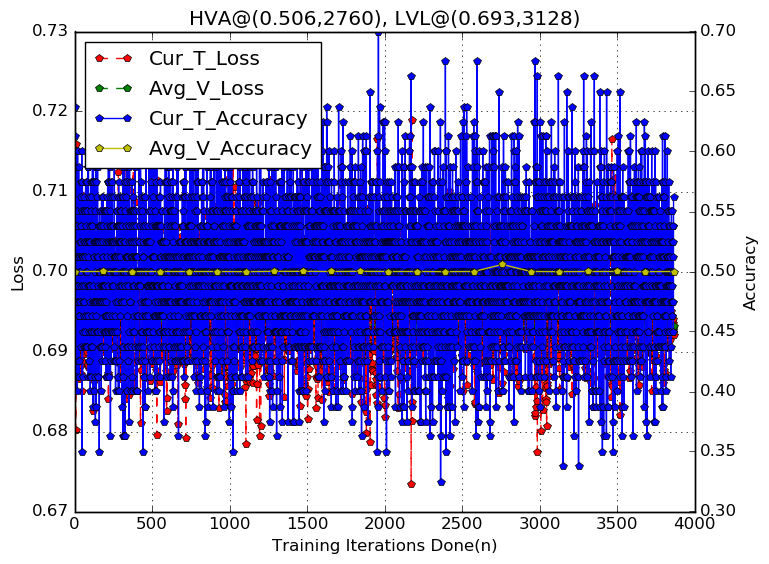 HVA@(0.506,2760), LVL@(0.693,3128)
Cur_T_Loss
Avg_V_Loss
Cur_T_Accuracy
Avg_V_Accuracy
0.73
0.72
0.71
0.70
0.69
0.68
0.67
Loss
0.70
0.65
0.60
0.55
0.50
0.45
0.40
0.35
0.30
Accuracy
0 500 1000 1500 2000 2500 3000 3500 4000
Training Iterations Done(n)